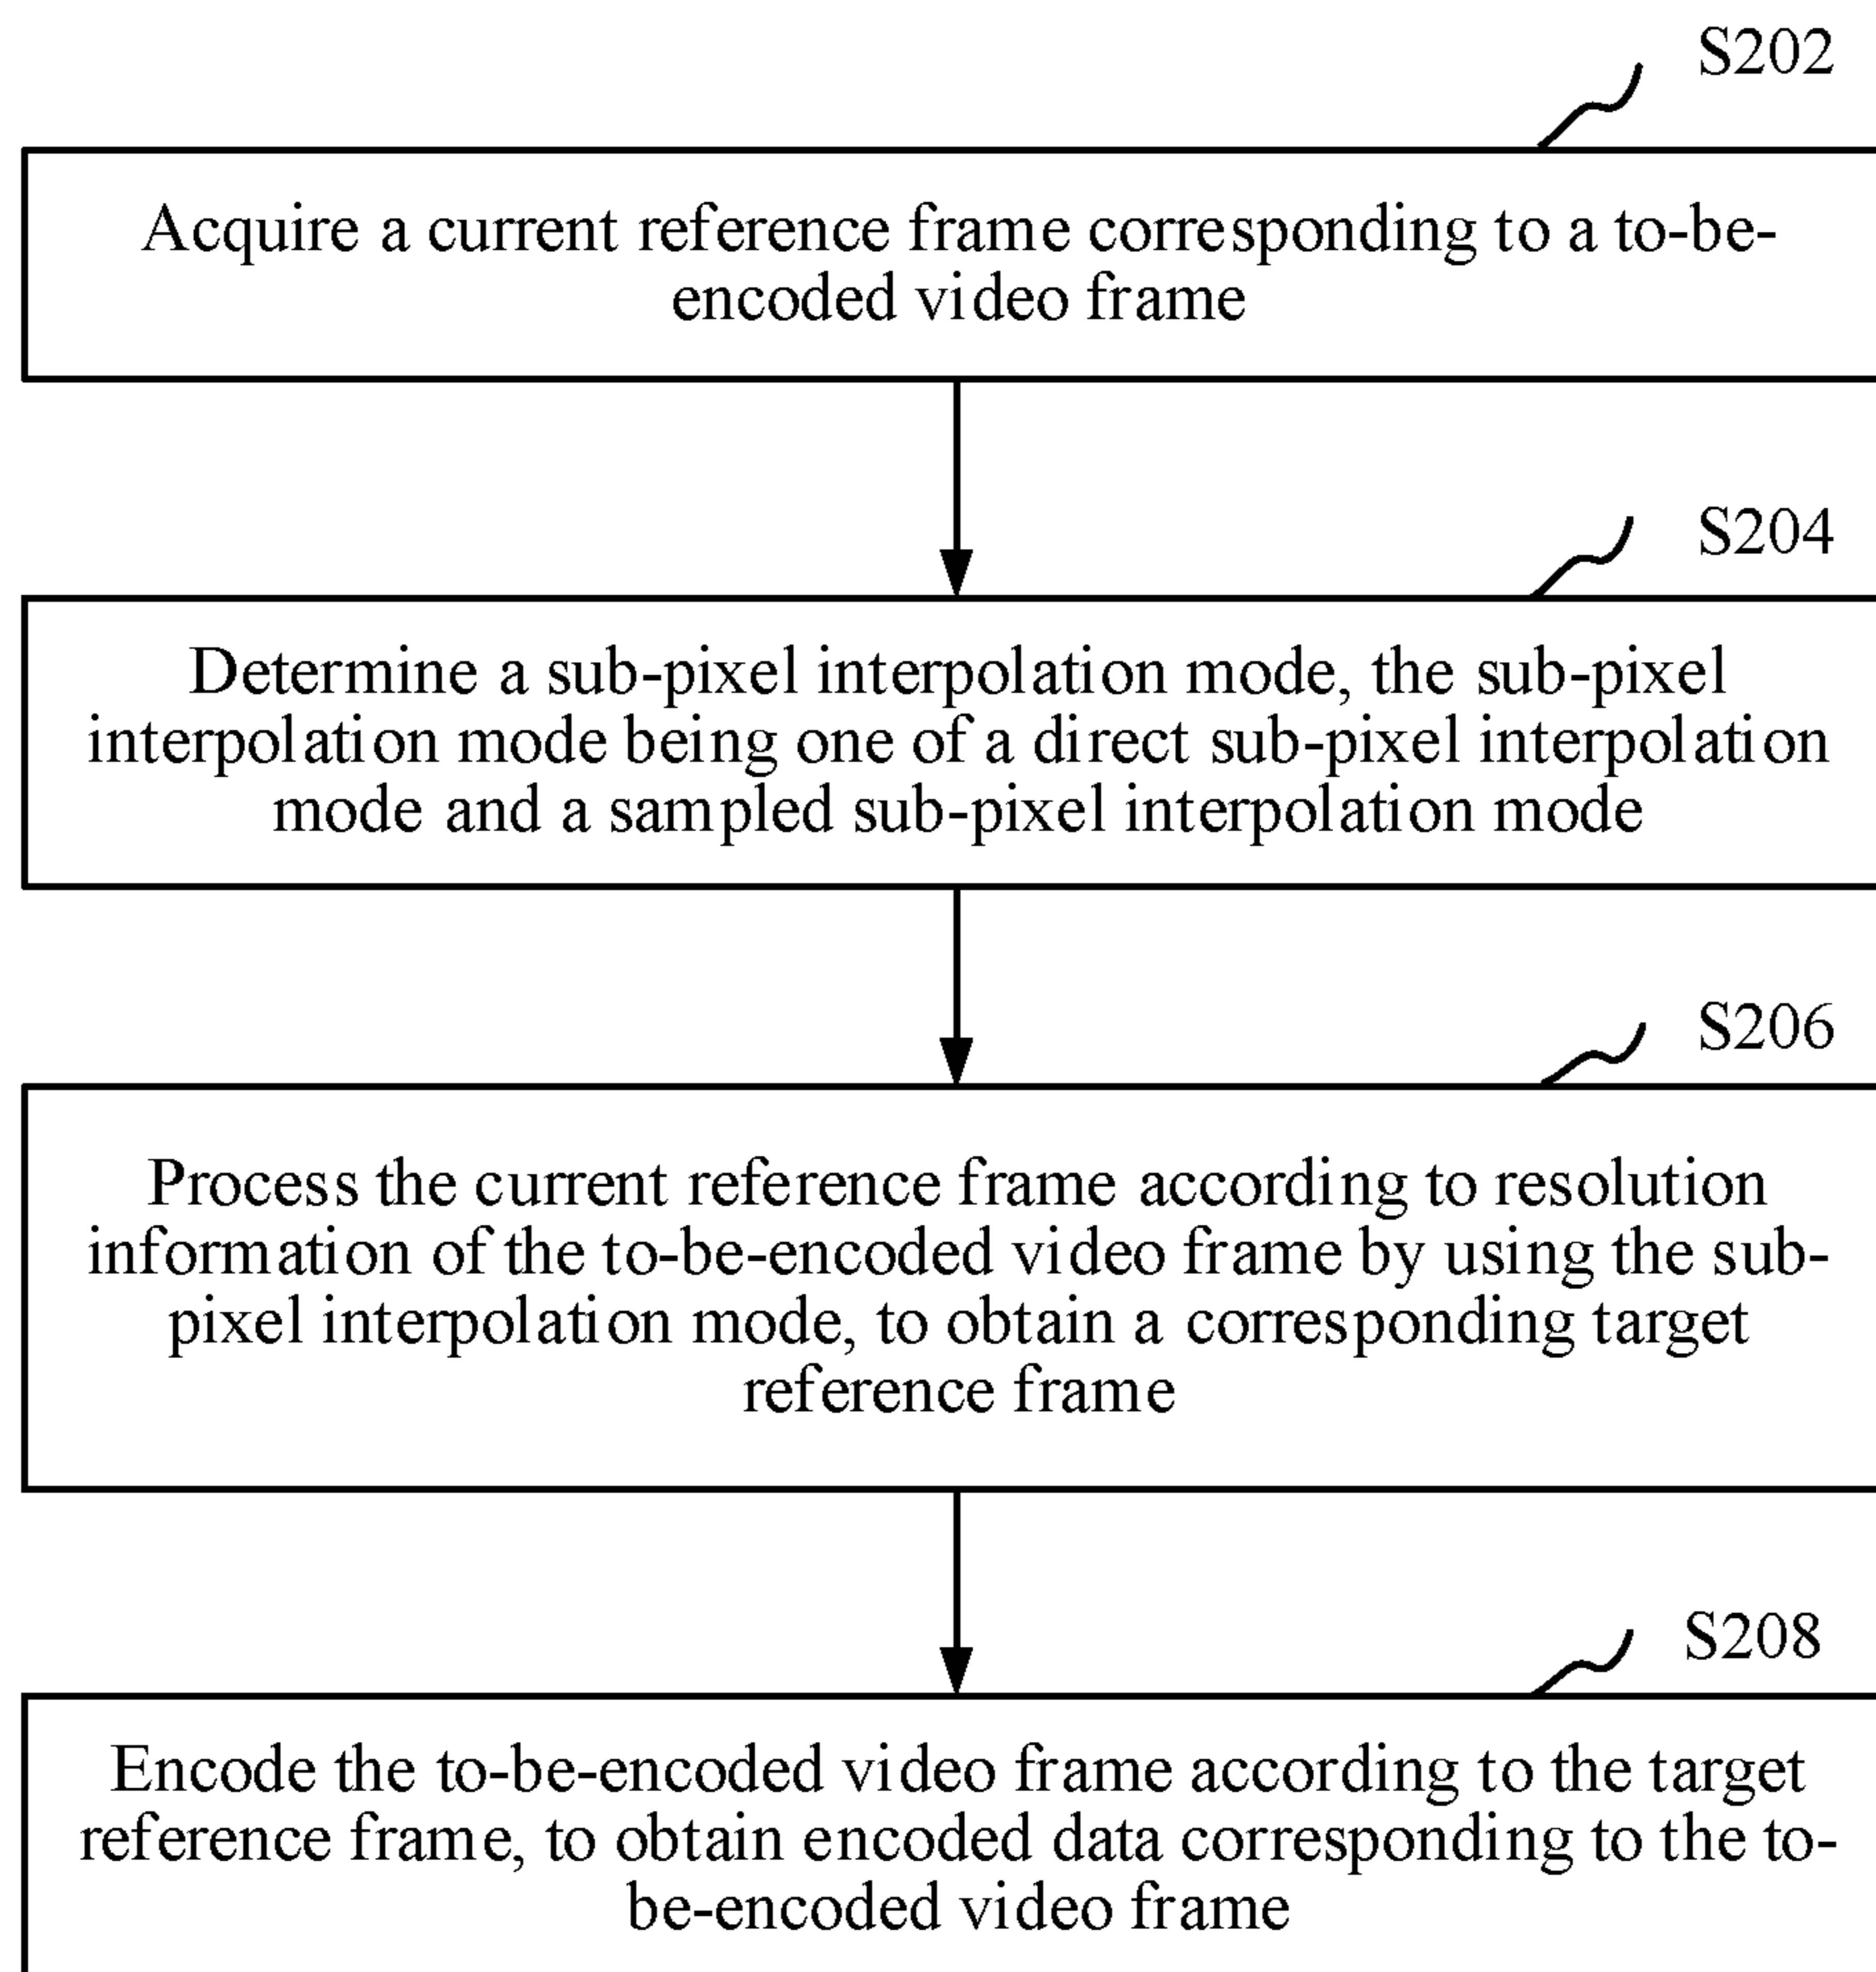 S202
Acquire a current reference frame corresponding to a to-be-
encoded video frame
S204
Determine a sub-pixel interpolation mode, the sub-pixel
interpolation mode being one of a direct sub-pixel interpolation
mode and a sampled sub-pixel interpolation mode
S206
Process the current reference frame according to resolution
information of the to-be-encoded video frame by using the sub-
pixel interpolation mode, to obtain a corresponding target
reference frame
S208
Encode the to-be-encoded video frame according to the target
reference frame, to obtain encoded data corresponding to the to-
be-encoded video frame